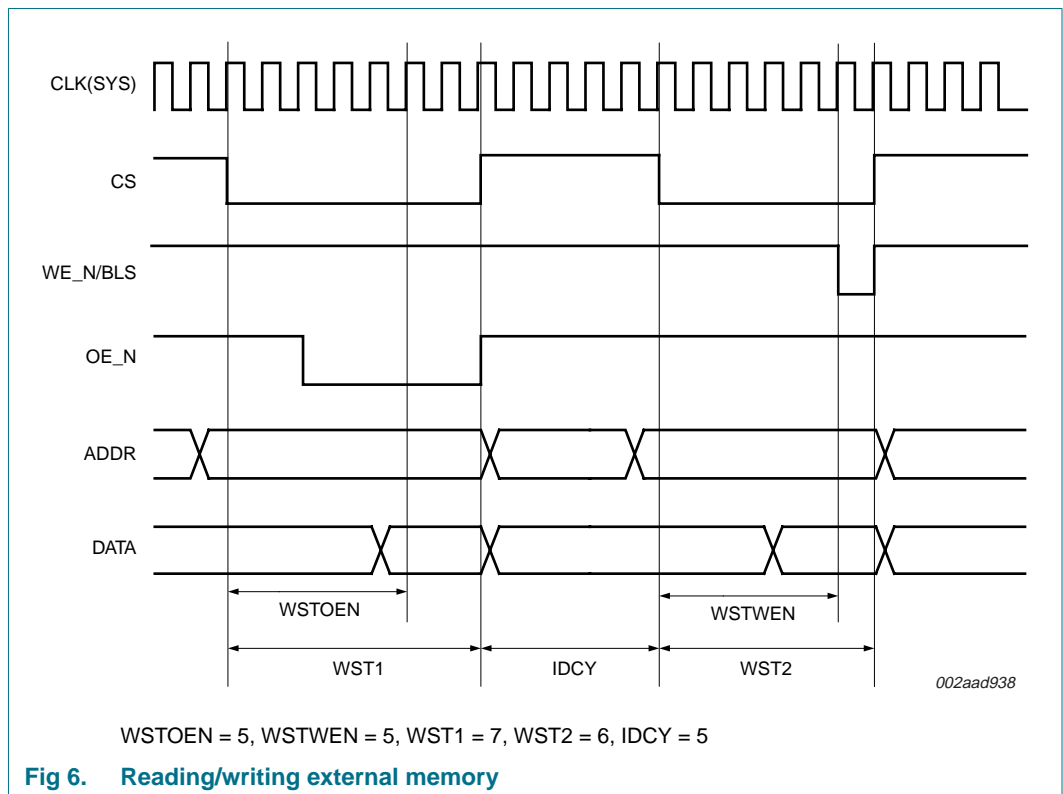 CLK(SYS)
CS
WE_N/BLS
OE_N
ADDR
DATA
WSTOEN
WSTWEN
WST1
IDCY
WST2
002aad938
WSTOEN = 5, WSTWEN = 5, WST1 = 7, WST2 = 6, IDCY = 5
Fig 6. Reading/writing external memory